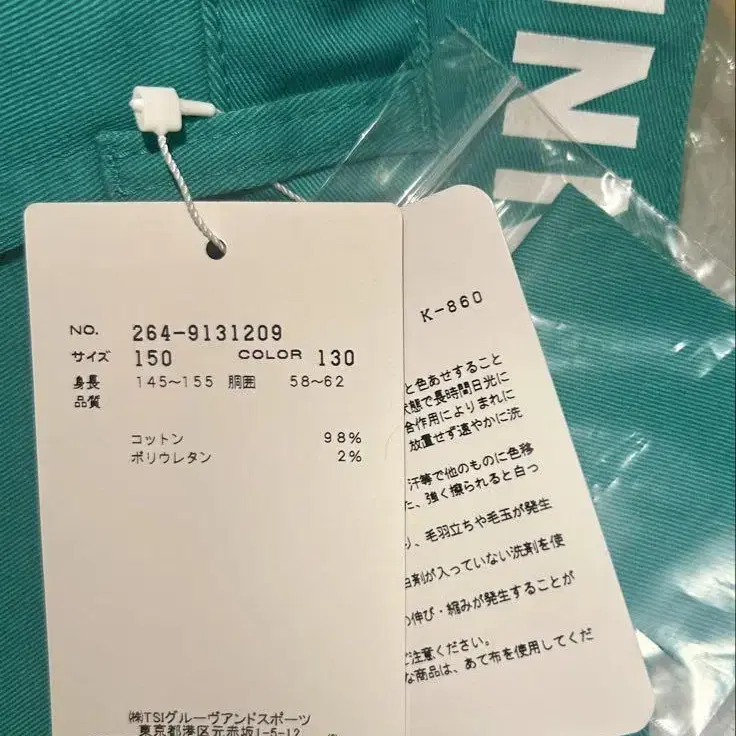 NO. 264-9131209
サイズ 150 COLOR 130
身長 145~155 胴囲 58~62
品質
コットン 98%
ポリウレタン 2%
㈱TSIグルーヴアンドスポーツ
東京都港区元赤坂1-5-12
K-860
と色あせすること
状態で長時間日光に
合作用によりまれに
放置せず速やかに洗
汗等で他のものに色移
た、強く擦られると白っ
り、毛羽立ちや毛玉が発生
白剤が入っていない洗剤を使
の伸び・縮みが発生することが
ご注意ください。
な商品は、あて布を使用してくだ
IN